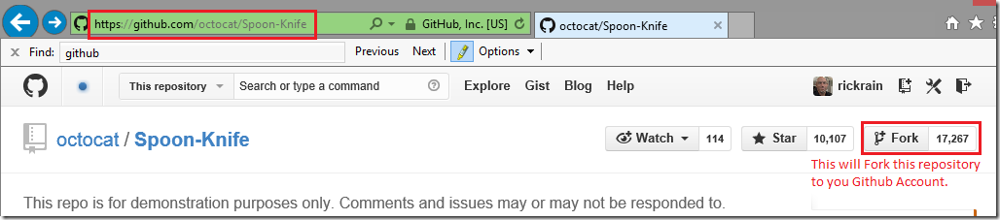 https://github.com/octocat/Spoon-Knife
GitHub, Inc. [US]
octocat/Spoon-Knife
x Find: github Previous Next Options
This repository Search or type a command Explore Gist Blog Help rickrain
octocat / Spoon-Knife Watch 114 Star 10,107 Fork 17,267
This will Fork this repository
to you Github Account.
This repo is for demonstration purposes only. Comments and issues may or may not be responded to.